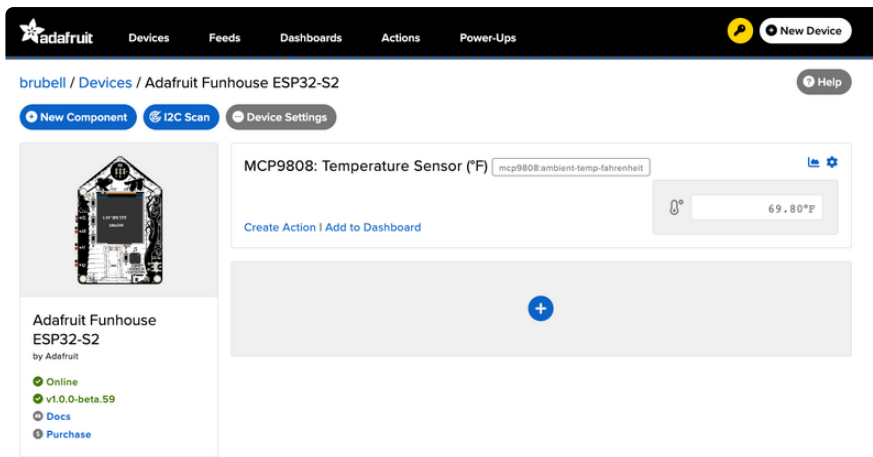 adafruit Devices Feeds Dashboards Actions Power-Ups New Device
brubell / Devices / Adafruit Funhouse ESP32-S2 Help
New Component I2C Scan Device Settings
MCP9808: Temperature Sensor (°F) mcp9808:ambient-temp-fahrenheit
69.80°F
Create Action | Add to Dashboard
Adafruit Funhouse
ESP32-S2
by Adafruit
Online
v1.0.0-beta.59
Docs
Purchase